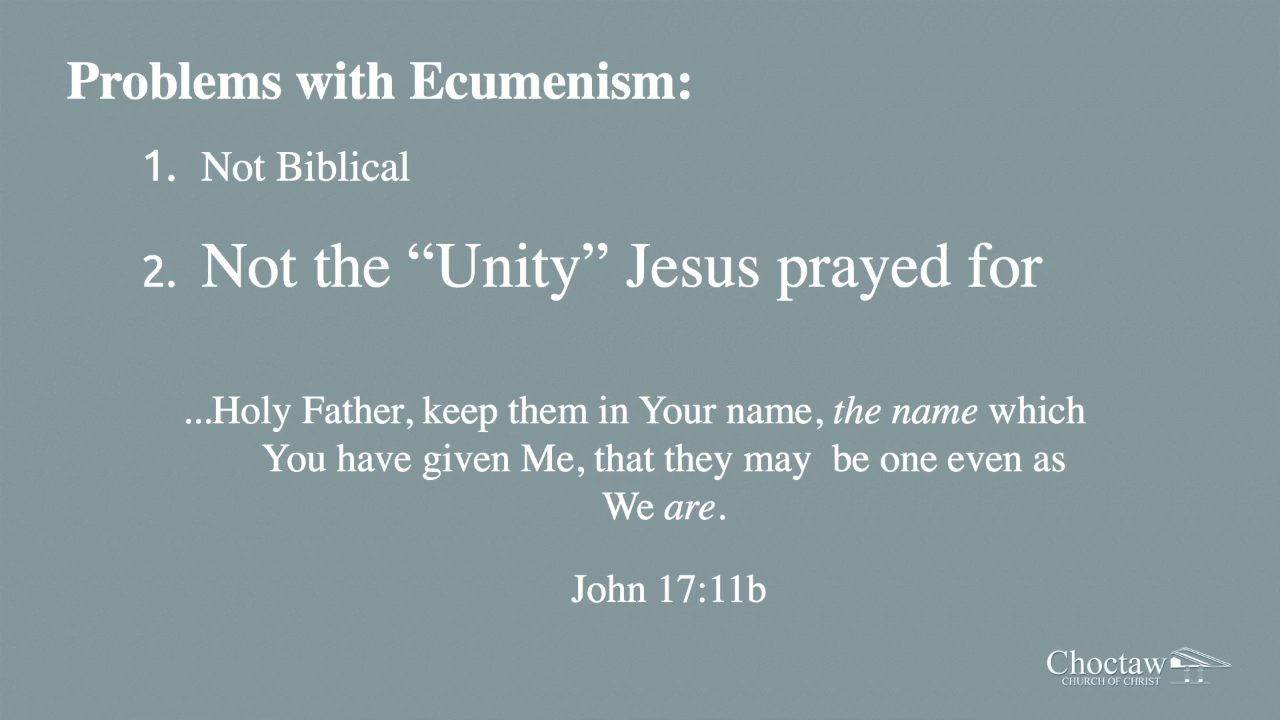 Problems with Ecumenism:
1. Not Biblical
2. Not the “Unity” Jesus prayed for
...Holy Father, keep them in Your name, the name which
You have given Me, that they may  be one even as
We are.
John 17:11b
Choctaw
CHURCH OF CHRIST